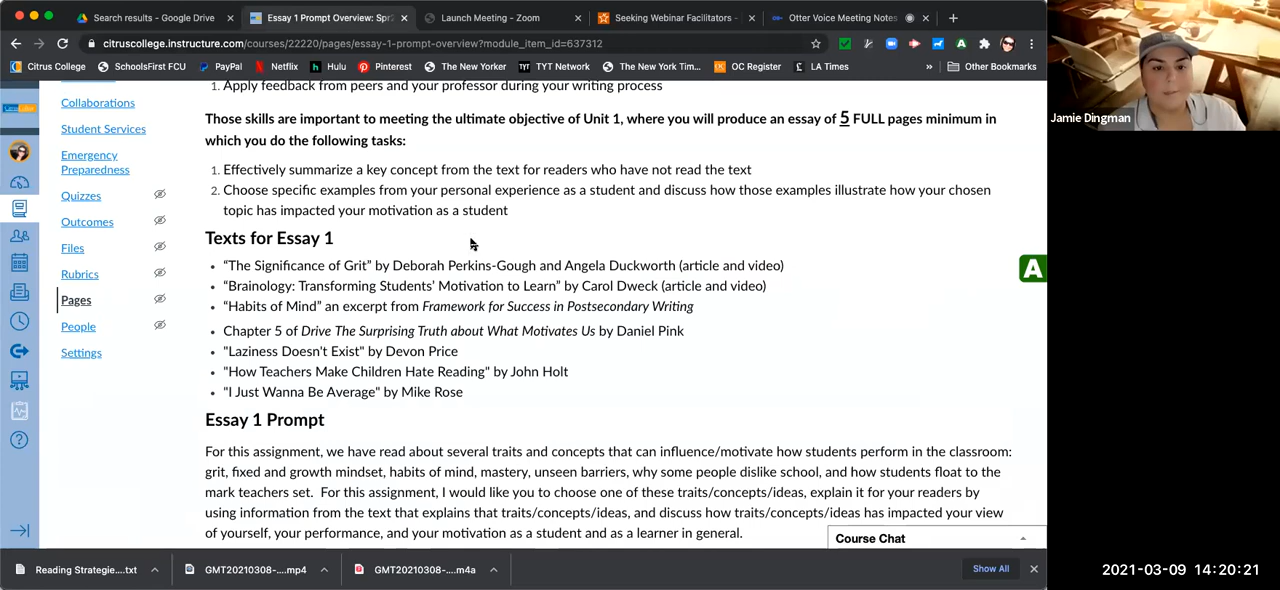 Search results - Google Drive
Essay 1 Prompt Overview: Spr2
Launch Meeting - Zoom
Seeking Webinar Facilitators -
Otter Voice Meeting Notes
citruscollege.instructure.com/courses/22220/pages/essay-1-prompt-overview?module_item_id=637312
Citrus College
SchoolsFirst FCU
PayPal
Netflix
Hulu
Pinterest
The New Yorker
TYT Network
The New York Tim...
OC Register
LA Times
»
Other Bookmarks
Collaborations
Student Services
Emergency
Preparedness
Quizzes
Outcomes
Files
Rubrics
Pages
People
Settings
1. Apply feedback from peers and your professor during your writing process
Those skills are important to meeting the ultimate objective of Unit 1, where you will produce an essay of 5 FULL pages minimum in
which you do the following tasks:
1. Effectively summarize a key concept from the text for readers who have not read the text
2. Choose specific examples from your personal experience as a student and discuss how those examples illustrate how your chosen
topic has impacted your motivation as a student
Texts for Essay 1
• “The Significance of Grit” by Deborah Perkins-Gough and Angela Duckworth (article and video)
• “Brainology: Transforming Students’ Motivation to Learn” by Carol Dweck (article and video)
• “Habits of Mind” an excerpt from Framework for Success in Postsecondary Writing
• Chapter 5 of Drive The Surprising Truth about What Motivates Us by Daniel Pink
• "Laziness Doesn't Exist" by Devon Price
• "How Teachers Make Children Hate Reading" by John Holt
• "I Just Wanna Be Average" by Mike Rose
Essay 1 Prompt
For this assignment, we have read about several traits and concepts that can influence/motivate how students perform in the classroom:
grit, fixed and growth mindset, habits of mind, mastery, unseen barriers, why some people dislike school, and how students float to the
mark teachers set.  For this assignment, I would like you to choose one of these traits/concepts/ideas, explain it for your readers by
using information from the text that explains that traits/concepts/ideas, and discuss how traits/concepts/ideas has impacted your view
of yourself, your performance, and your motivation as a student and as a learner in general.
A
Course Chat
Reading Strategie....txt
GMT20210308-....mp4
GMT20210308-....m4a
Show All
Jamie Dingman
2021-03-09 14:20:21